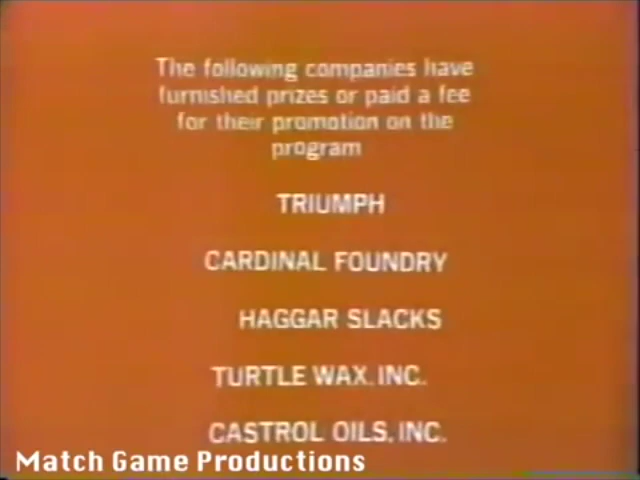 The following companies have
furnished prizes or paid a fee
for their promotion on the
program
TRIUMPH
CARDINAL FOUNDRY
HAGGAR SLACKS
TURTLE WAX, INC.
CASTROL OILS, INC.
Match Game Productions